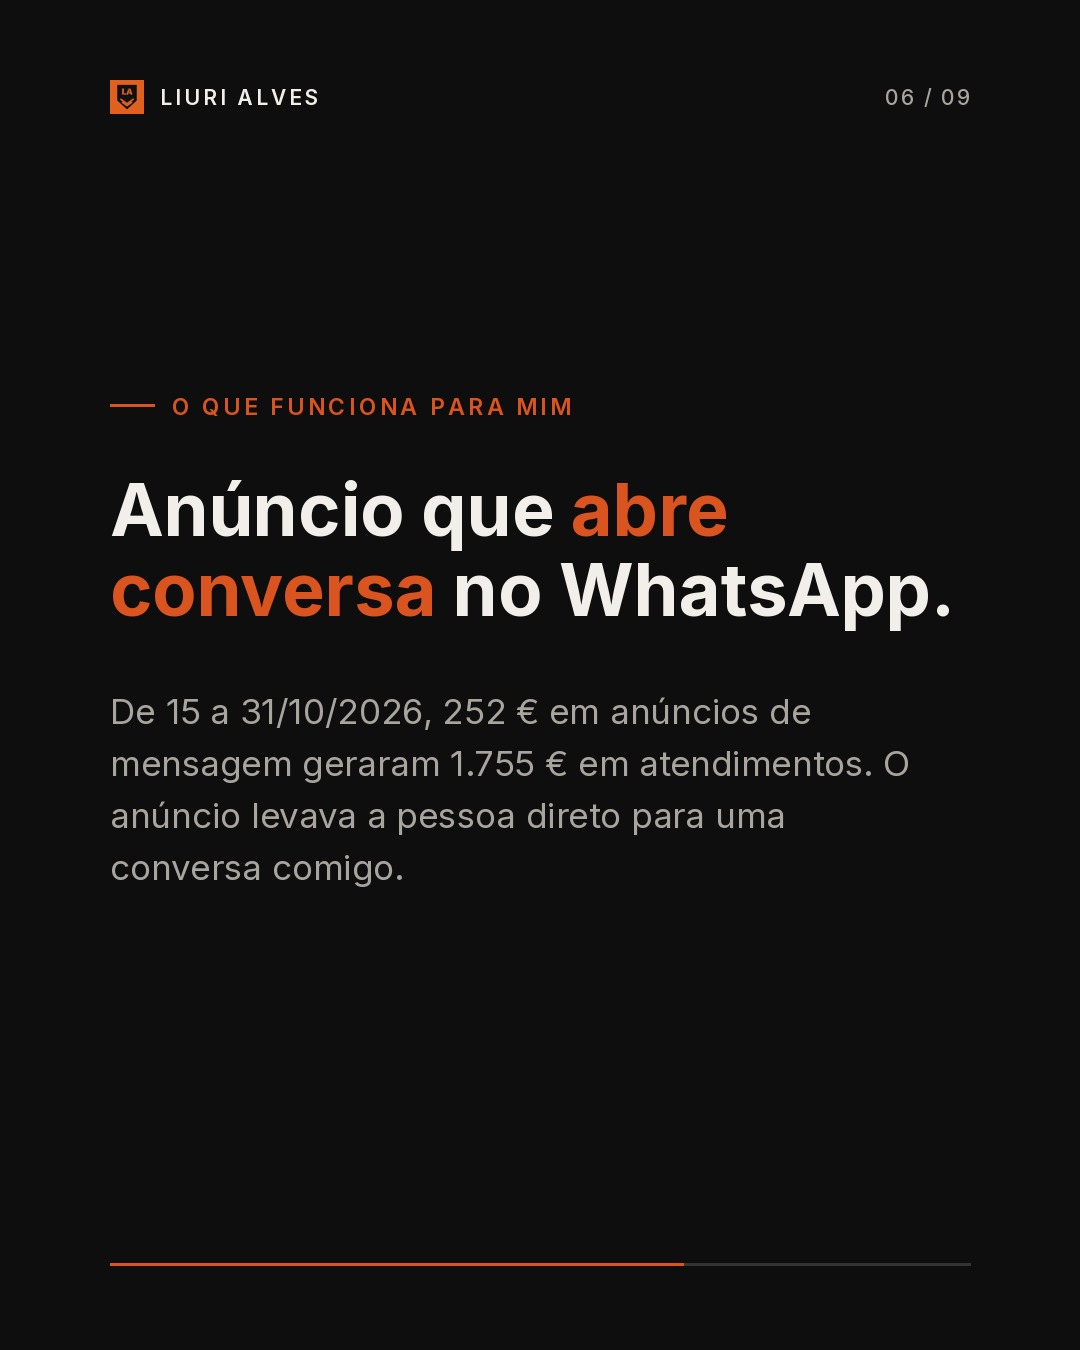 LA
LIURI ALVES
06 / 09
O QUE FUNCIONA PARA MIM
Anúncio que abre
conversa no WhatsApp.
De 15 a 31/10/2026, 252 € em anúncios de
mensagem geraram 1.755 € em atendimentos. O
anúncio levava a pessoa direto para uma
conversa comigo.